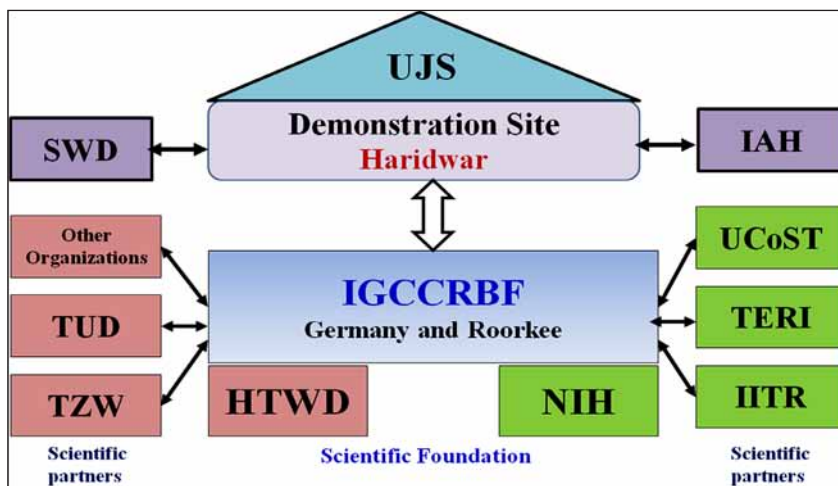 UJS
Demonstration Site
Haridwar
SWD
IAH
Other
Organizations
TUD
TZW
IGCCRBF
Germany and Roorkee
HTWD
NIH
UCoST
TERI
IITR
Scientific
partners
Scientific Foundation
Scientific
partners